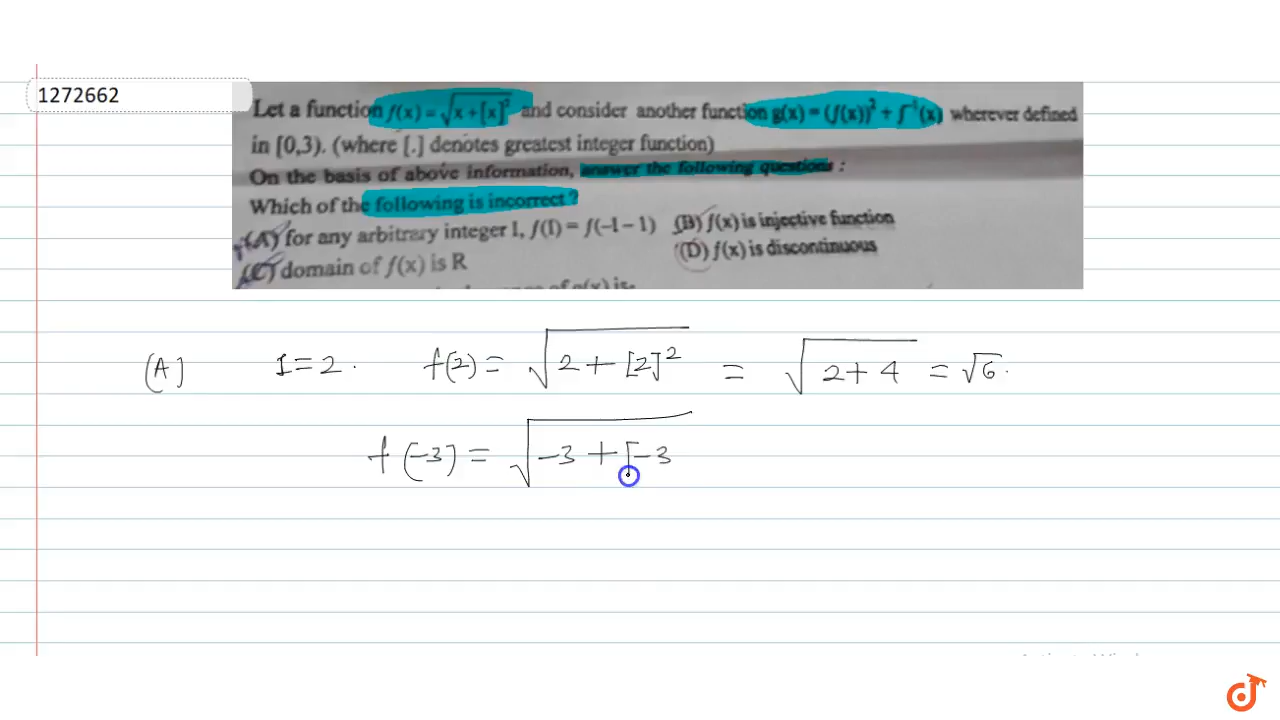 1272662
Let a function f(x) = √x + [x]² and consider another function g(x) = (f(x))² + f⁻¹(x) wherever defined
in [0,3). (where [.] denotes greatest integer function)
On the basis of above information, answer the following questions :
Which of the following is incorrect ?
(A) for any arbitrary integer I, f(I) = f(–I – 1) (B) f(x) is injective function
(C) domain of f(x) is R (D) f(x) is discontinuous
of g(x) is
(A) I = 2 . f(2) = √2 + [2]² = √2 + 4 = √6 .
f(-3) = √-3 + [-3